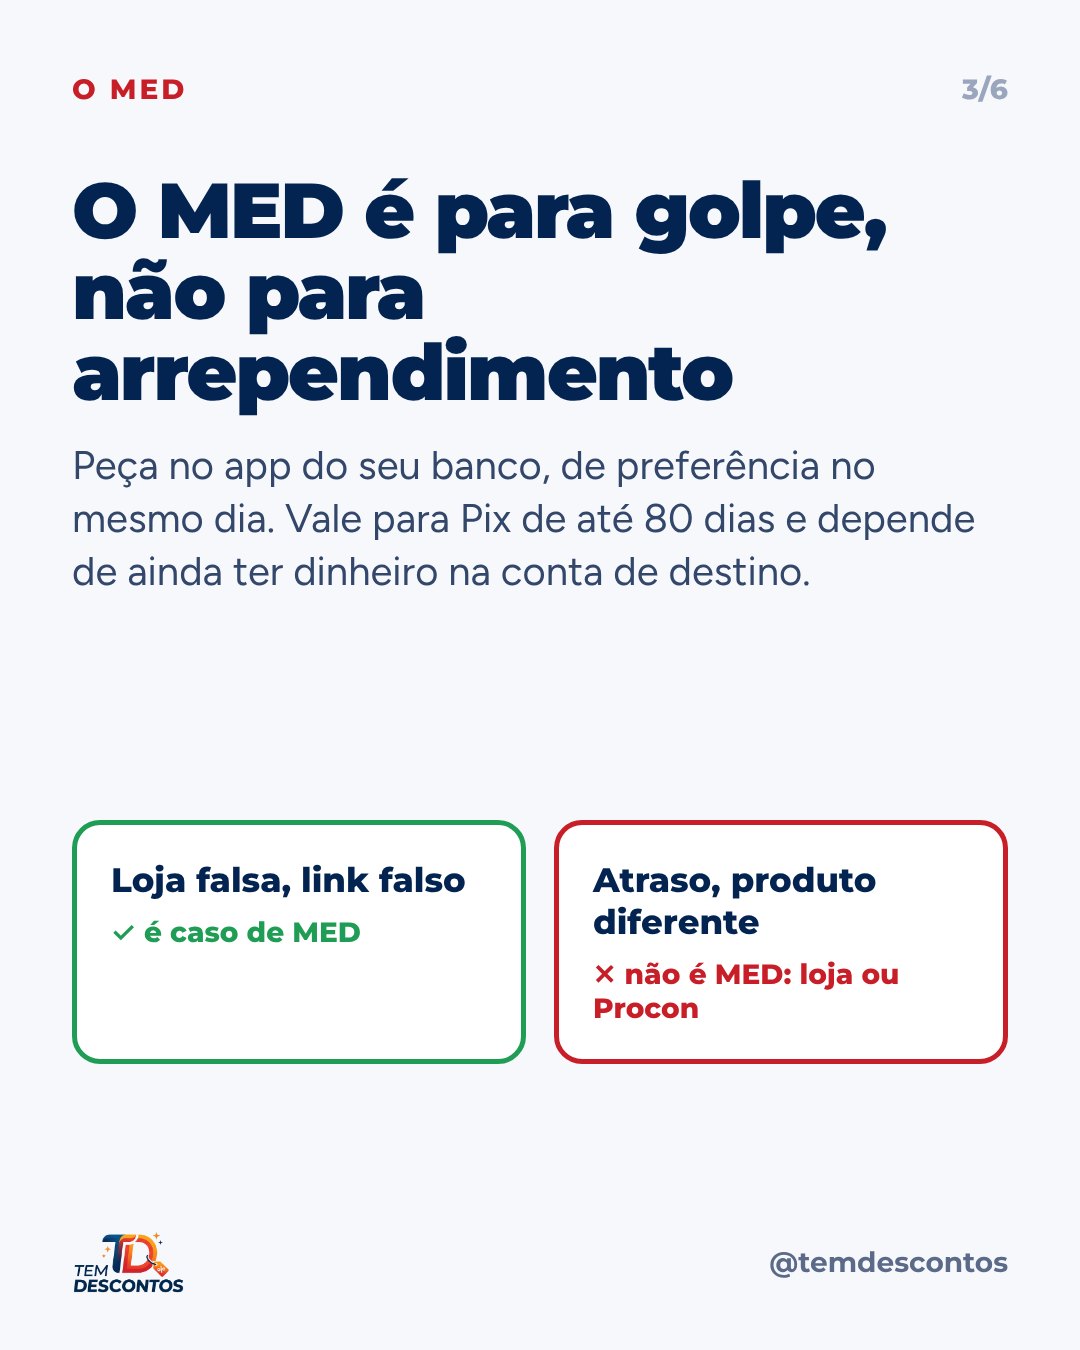 O MED
3/6
O MED é para golpe,
não para
arrependimento
Peça no app do seu banco, de preferência no
mesmo dia. Vale para Pix de até 80 dias e depende
de ainda ter dinheiro na conta de destino.
Loja falsa, link falso
✓ é caso de MED
Atraso, produto
diferente
✕ não é MED: loja ou
Procon
TD
TEM
DESCONTOS
@temdescontos